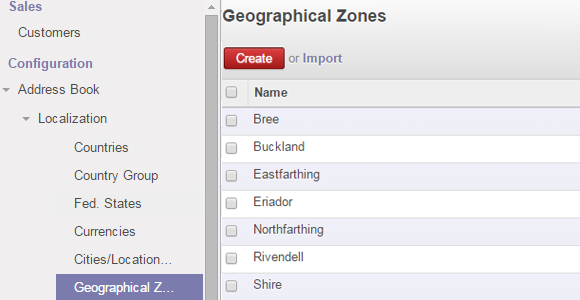 Sales
Customers
Configuration
Address Book
Localization
Countries
Country Group
Fed. States
Currencies
Cities/Location...
Geographical Z...
Geographical Zones
Create or Import
Name
Bree
Buckland
Eastfarthing
Eriador
Northfarthing
Rivendell
Shire